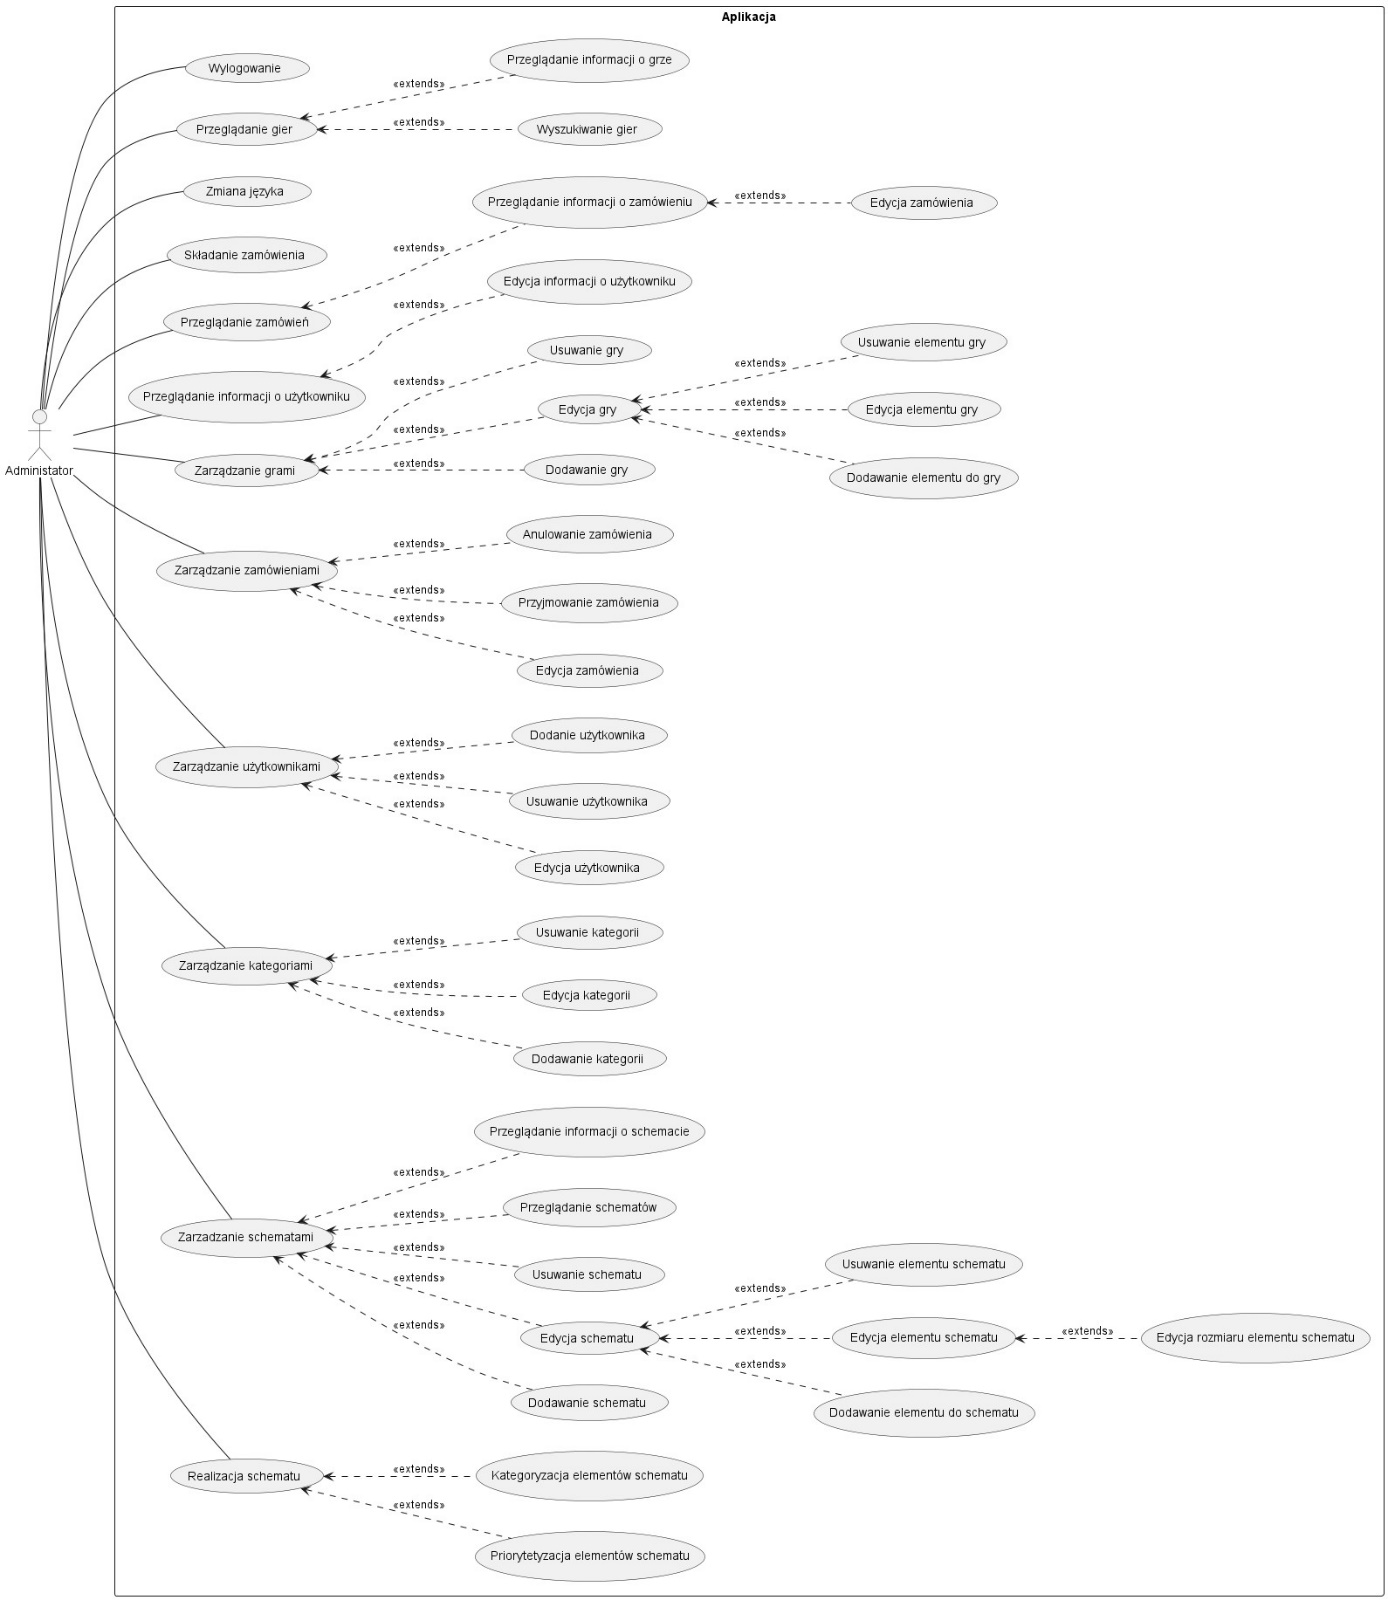 Aplikacja
Przeglądanie informacji o grze
Wylogowanie
«extends»
Przeglądanie gier
«extends»
Wyszukiwanie gier
Zmiana języka
Przeglądanie informacji o zamówieniu
«extends»
Edycja zamówienia
Składanie zamówienia
«extends»
Edycja informacji o użytkowniku
Przeglądanie zamówień
«extends»
Usuwanie gry
Usuwanie elementu gry
«extends»
Przeglądanie informacji o użytkowniku
«extends»
Edycja gry
«extends»
Edycja elementu gry
«extends»
«extends»
Administator
Zarządzanie grami
«extends»
Dodawanie gry
Dodawanie elementu do gry
Anulowanie zamówienia
«extends»
Zarządzanie zamówieniami
«extends»
Przyjmowanie zamówienia
«extends»
Edycja zamówienia
Dodanie użytkownika
«extends»
Zarządzanie użytkownikami
«extends»
Usuwanie użytkownika
«extends»
Edycja użytkownika
Usuwanie kategorii
«extends»
Zarządzanie kategoriami
«extends»
Edycja kategorii
«extends»
Dodawanie kategorii
Przeglądanie informacji o schemacie
«extends»
Przeglądanie schematów
«extends»
Zarzadzanie schematami
«extends»
Usuwanie schematu
Usuwanie elementu schematu
«extends»
«extends»
Edycja schematu
«extends»
Edycja elementu schematu
«extends»
Edycja rozmiaru elementu schematu
«extends»
«extends»
Dodawanie schematu
Dodawanie elementu do schematu
Realizacja schematu
«extends»
Kategoryzacja elementów schematu
«extends»
Priorytetyzacja elementów schematu